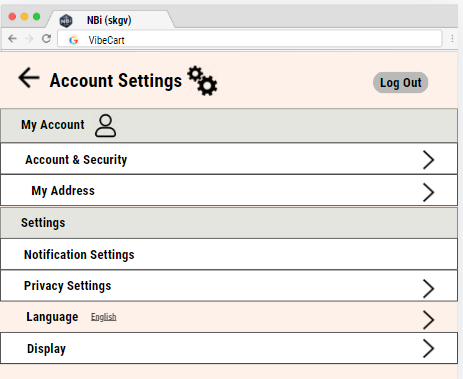 NBi (skgv)
VibeCart
Account Settings
Log Out
My Account
Account & Security
My Address
Settings
Notification Settings
Privacy Settings
Language English
Display